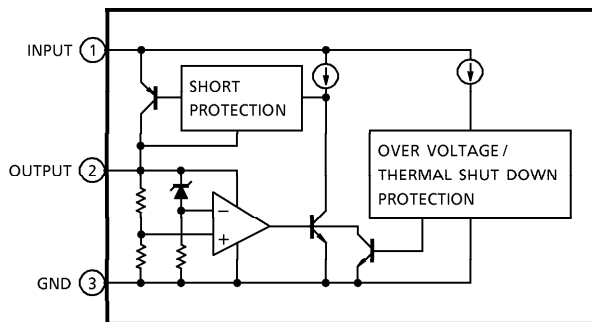 INPUT 1
SHORT
PROTECTION
OUTPUT 2
OVER VOLTAGE /
THERMAL SHUT DOWN
PROTECTION
−
+
GND 3